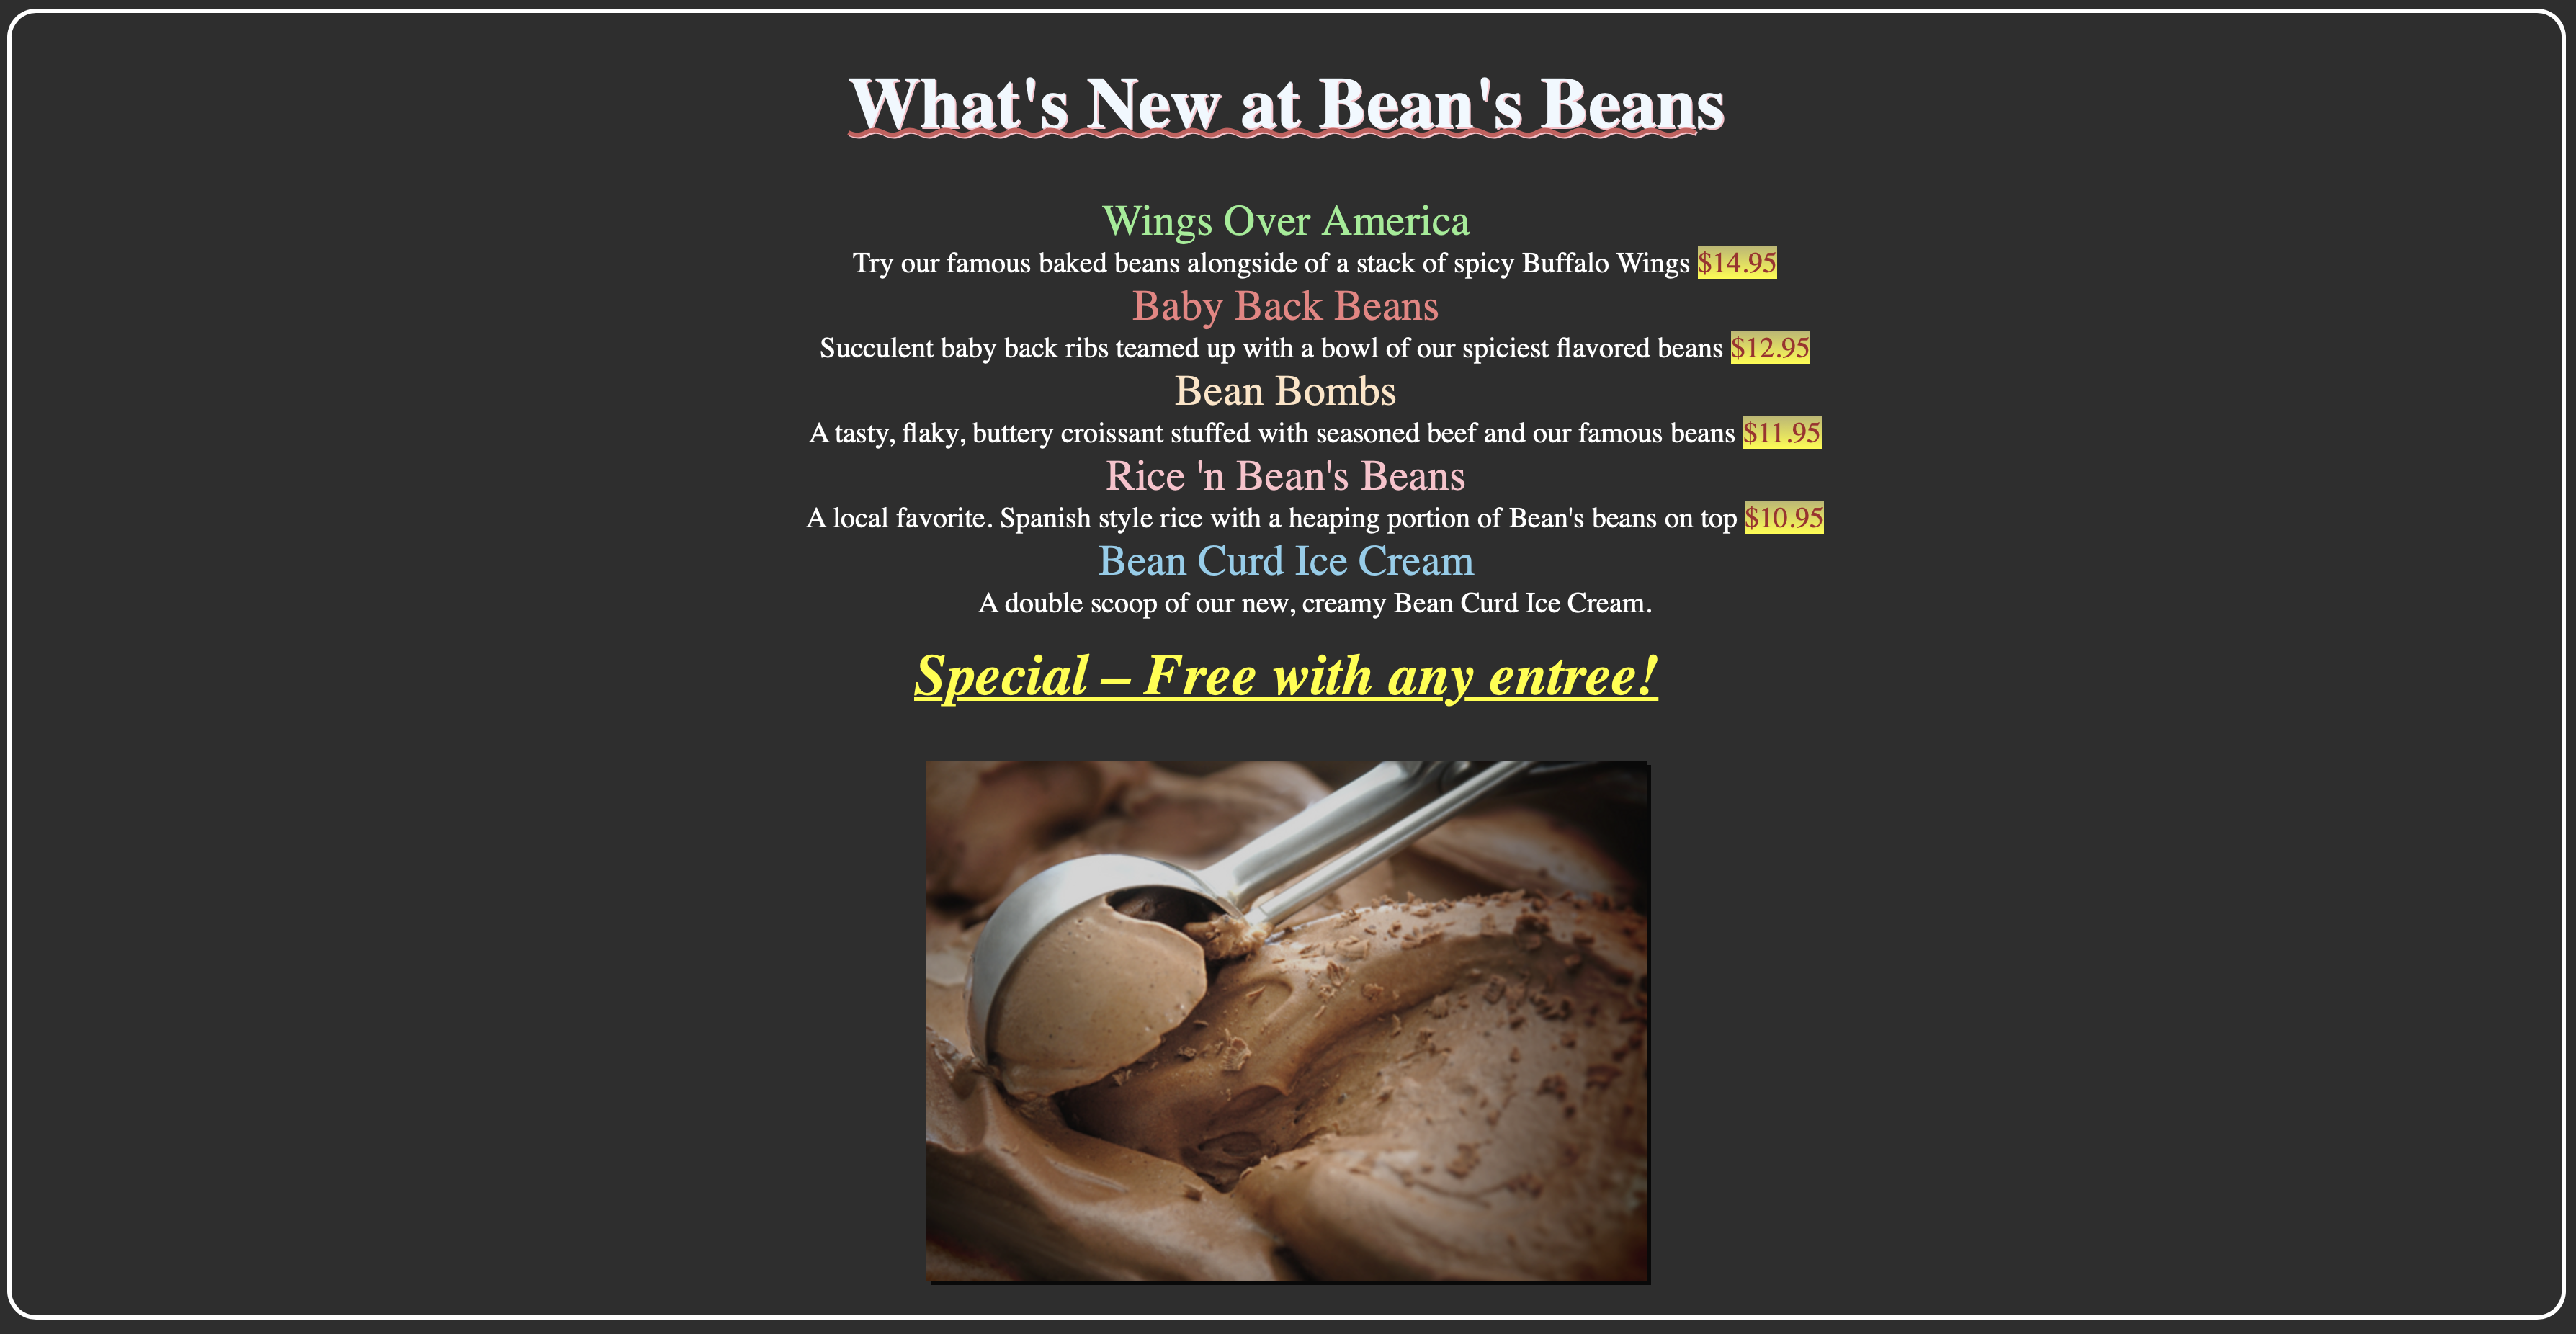 What's New at Bean's Beans
Wings Over America
Try our famous baked beans alongside of a stack of spicy Buffalo Wings $14.95
Baby Back Beans
Succulent baby back ribs teamed up with a bowl of our spiciest flavored beans $12.95
Bean Bombs
A tasty, flaky, buttery croissant stuffed with seasoned beef and our famous beans $11.95
Rice 'n Bean's Beans
A local favorite. Spanish style rice with a heaping portion of Bean's beans on top $10.95
Bean Curd Ice Cream
A double scoop of our new, creamy Bean Curd Ice Cream.
Special – Free with any entree!